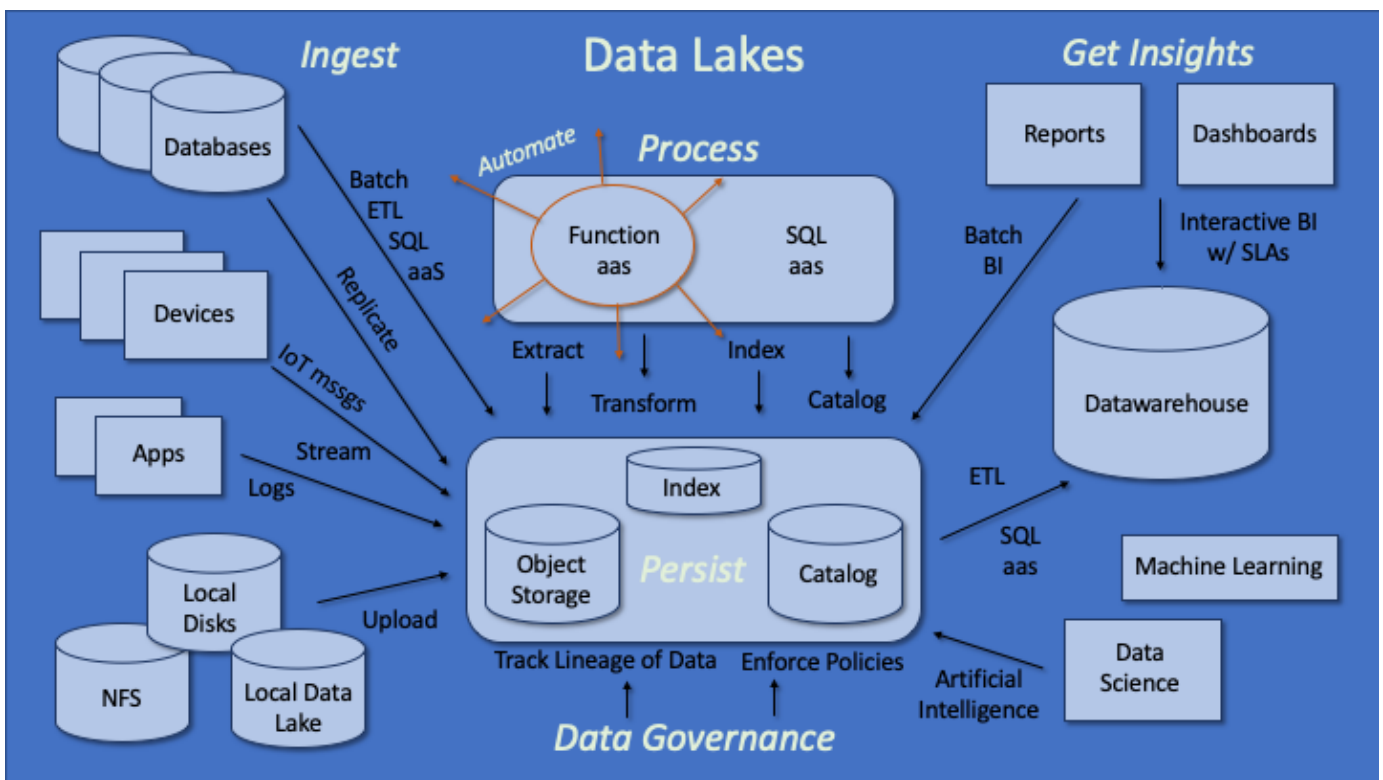 Data Lakes
Ingest
Databases
Batch
ETL
SQL
aaS
Replicate
Devices
IoT mssgs
Apps
Stream
Logs
Local
Disks
NFS
Local Data
Lake
Upload
Automate
Process
Function
aas
SQL
aas
Extract
Transform
Index
Catalog
Index
Object
Storage
Persist
Catalog
Track Lineage of Data
Enforce Policies
Data Governance
Get Insights
Reports
Dashboards
Batch
BI
Interactive BI
w/ SLAs
Datawarehouse
ETL
SQL
aas
Machine Learning
Data
Science
Artificial
Intelligence